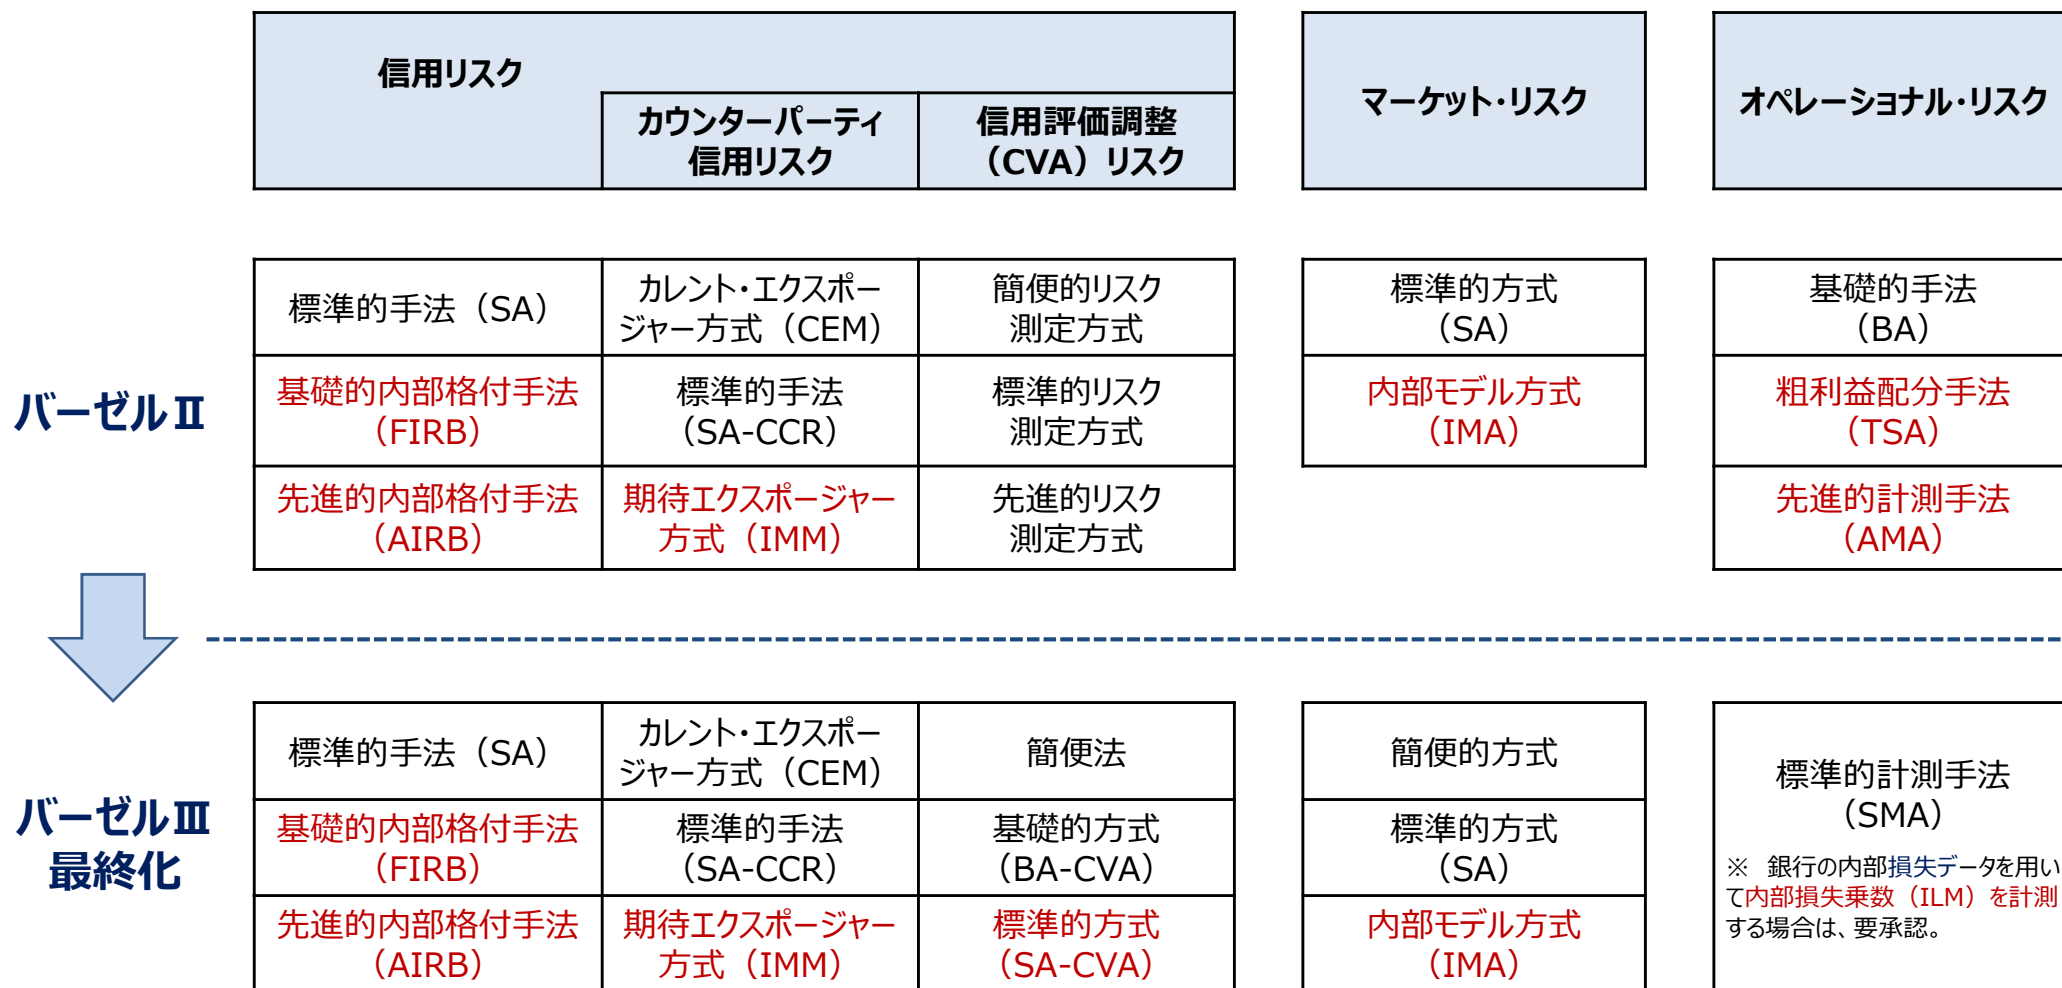 信用リスク
カウンターパーティ
信用リスク
信用評価調整
（CVA）リスク
マーケット・リスク
オペレーショナル・リスク
バーゼルⅡ
標準的手法（SA）
カレント・エクスポー
ジャー方式（CEM）
簡便的リスク
測定方式
標準的方式
（SA）
基礎的手法
（BA）
基礎的内部格付手法
（FIRB）
標準的手法
（SA-CCR）
標準的リスク
測定方式
内部モデル方式
（IMA）
粗利益配分手法
（TSA）
先進的内部格付手法
（AIRB）
期待エクスポージャー
方式（IMM）
先進的リスク
測定方式
先進的計測手法
（AMA）
バーゼルⅢ
最終化
標準的手法（SA）
カレント・エクスポー
ジャー方式（CEM）
簡便法
簡便的方式
標準的計測手法
（SMA）
※　銀行の内部損失データを用い
て内部損失乗数（ILM）を計測
する場合は、要承認。
基礎的内部格付手法
（FIRB）
標準的手法
（SA-CCR）
基礎的方式
（BA-CVA）
標準的方式
（SA）
先進的内部格付手法
（AIRB）
期待エクスポージャー
方式（IMM）
標準的方式
（SA-CVA）
内部モデル方式
（IMA）